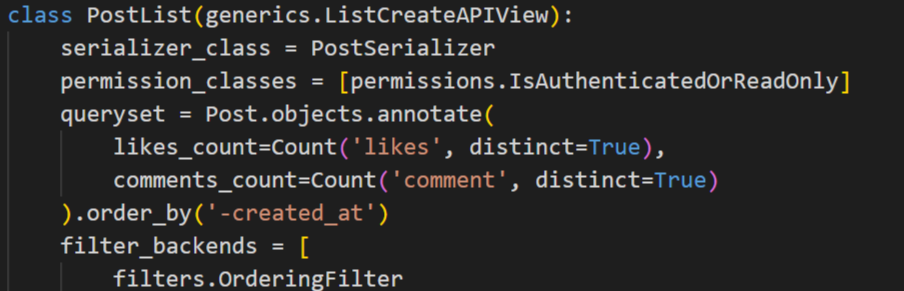 class PostList(generics.ListCreateAPIView):
    serializer_class = PostSerializer
    permission_classes = [permissions.IsAuthenticatedOrReadOnly]
    queryset = Post.objects.annotate(
        likes_count=Count('likes', distinct=True),
        comments_count=Count('comment', distinct=True)
    ).order_by('-created_at')
    filter_backends = [
        filters.OrderingFilter